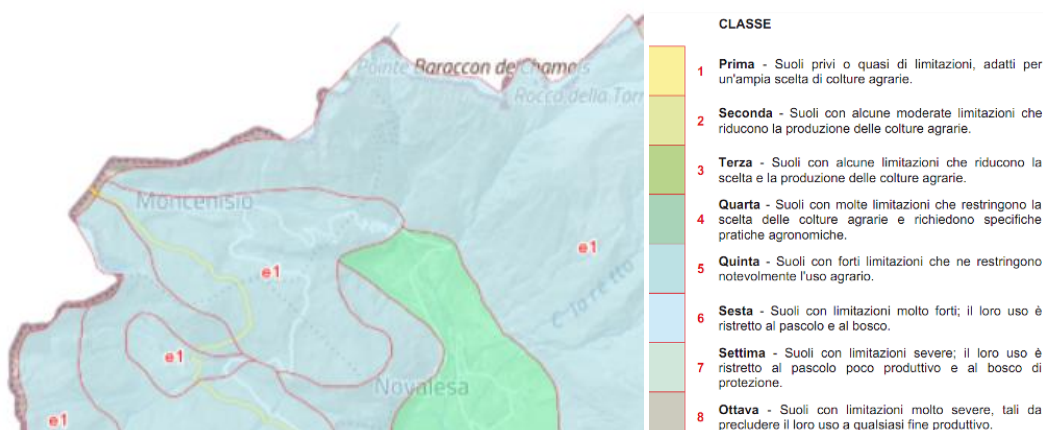 Pointe Baraccon de Chamois
Rocca della Torr
Moncenisio
e1
e1
e1
Novalesa
e1
CLASSE
1 Prima - Suoli privi o quasi di limitazioni, adatti per
un'ampia scelta di colture agrarie.
2 Seconda - Suoli con alcune moderate limitazioni che
riducono la produzione delle colture agrarie.
3 Terza - Suoli con alcune limitazioni che riducono la
scelta e la produzione delle colture agrarie.
4 Quarta - Suoli con molte limitazioni che restringono la
scelta delle colture agrarie e richiedono specifiche
pratiche agronomiche.
5 Quinta - Suoli con forti limitazioni che ne restringono
notevolmente l'uso agrario.
6 Sesta - Suoli con limitazioni molto forti; il loro uso è
ristretto al pascolo e al bosco.
7 Settima - Suoli con limitazioni severe; il loro uso è
ristretto al pascolo poco produttivo e al bosco di
protezione.
8 Ottava - Suoli con limitazioni molto severe, tali da
precludere il loro uso a qualsiasi fine produttivo.